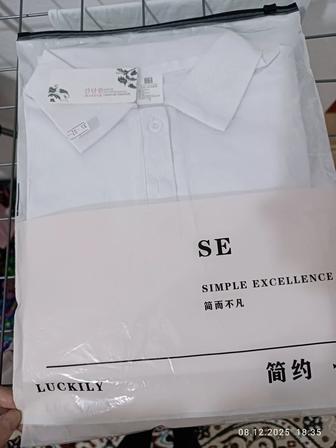 SE
SIMPLE EXCELLENCE
简而不凡
简约
LUCKILY
08.12.2025 18:35